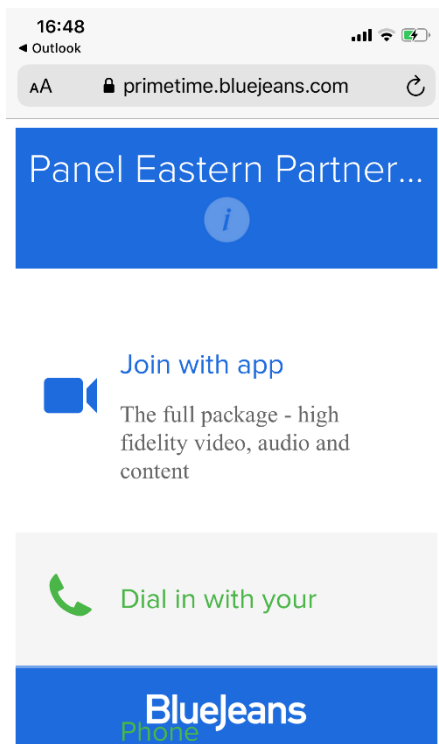 16:48
◀ Outlook
AA primetime.bluejeans.com
Panel Eastern Partner...
i
Join with app
The full package - high
fidelity video, audio and
content
Dial in with your
BlueJeans
Phone